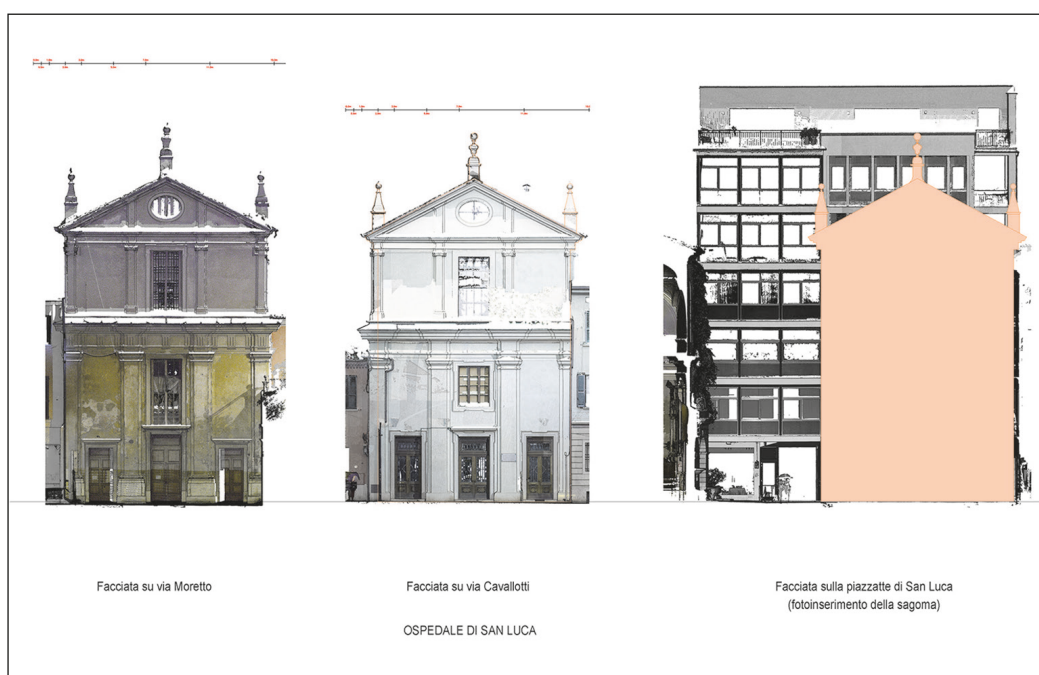 Facciata su via Moretto
Facciata su via Cavallotti
Facciata sulla piazzatte di San Luca
(fotoinserimento della sagoma)
OSPEDALE DI SAN LUCA